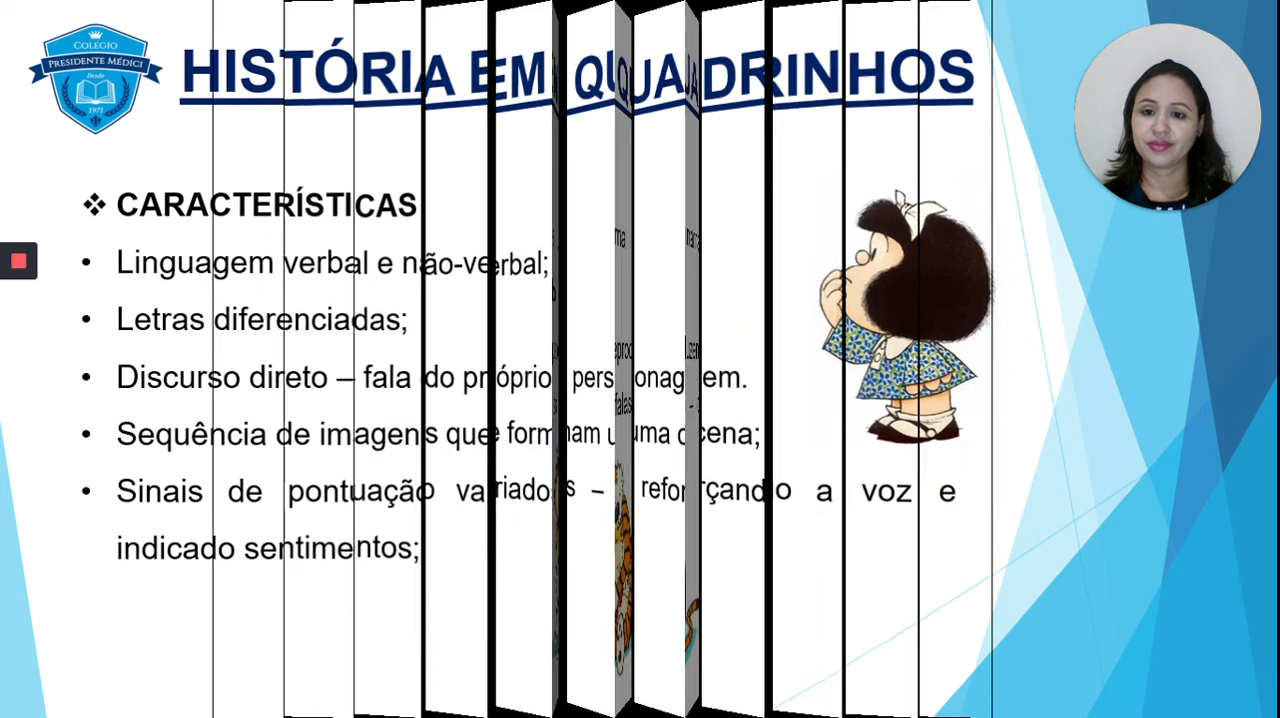 COLÉGIO
PRESIDENTE MÉDICI
Desde
1971
HISTÓRIA EM QUADRINHOS
❖ CARACTERÍSTICAS
• Linguagem verbal e não-verbal;
• Letras diferenciadas;
• Discurso direto – fala do próprio personagem.
• Sequência de imagens que formam uma cena;
• Sinais de pontuação variados – reforçando a voz e
indicado sentimentos;